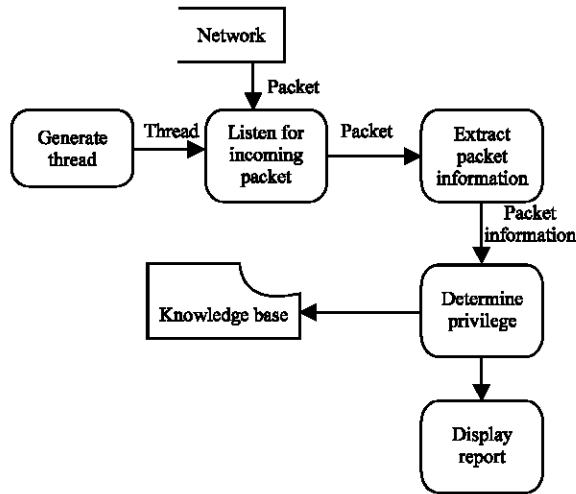 Network
Packet
Generate
thread
Thread
Listen for
incoming
packet
Packet
Extract
packet
information
Packet
information
Knowledge base
Determine
privilege
Display
report